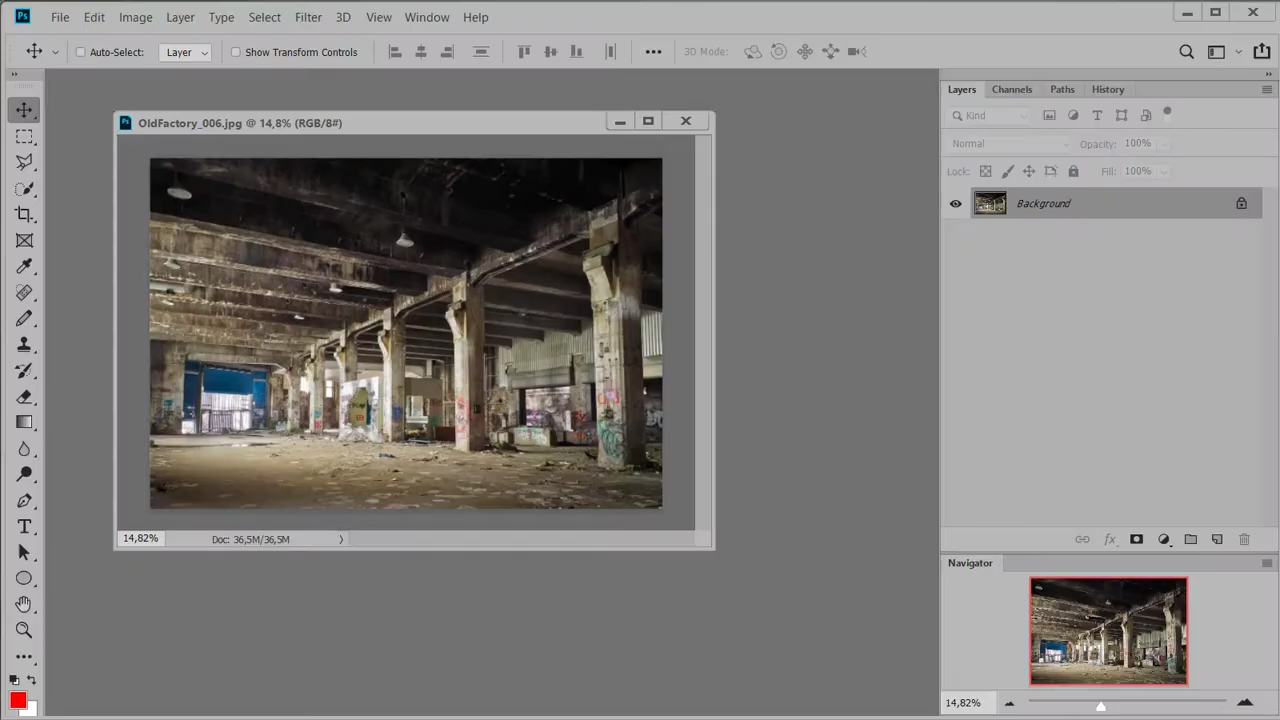 Ps File Edit Image Layer Type Select Filter 3D View Window Help
Auto-Select: Layer Show Transform Controls 3D Mode:
Layers Channels Paths History
OldFactory_006.jpg @ 14,8% (RGB/8#)
Kind
Normal Opacity: 100%
Lock: Fill: 100%
Background
14,82% Doc: 36,5M/36,5M
Navigator
14,82%